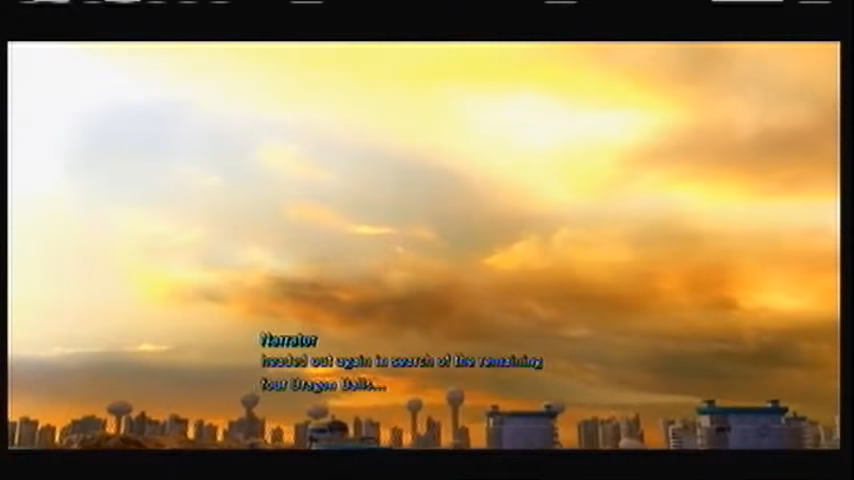 Narrator
headed out again in search of the remaining
four Dragon Balls...